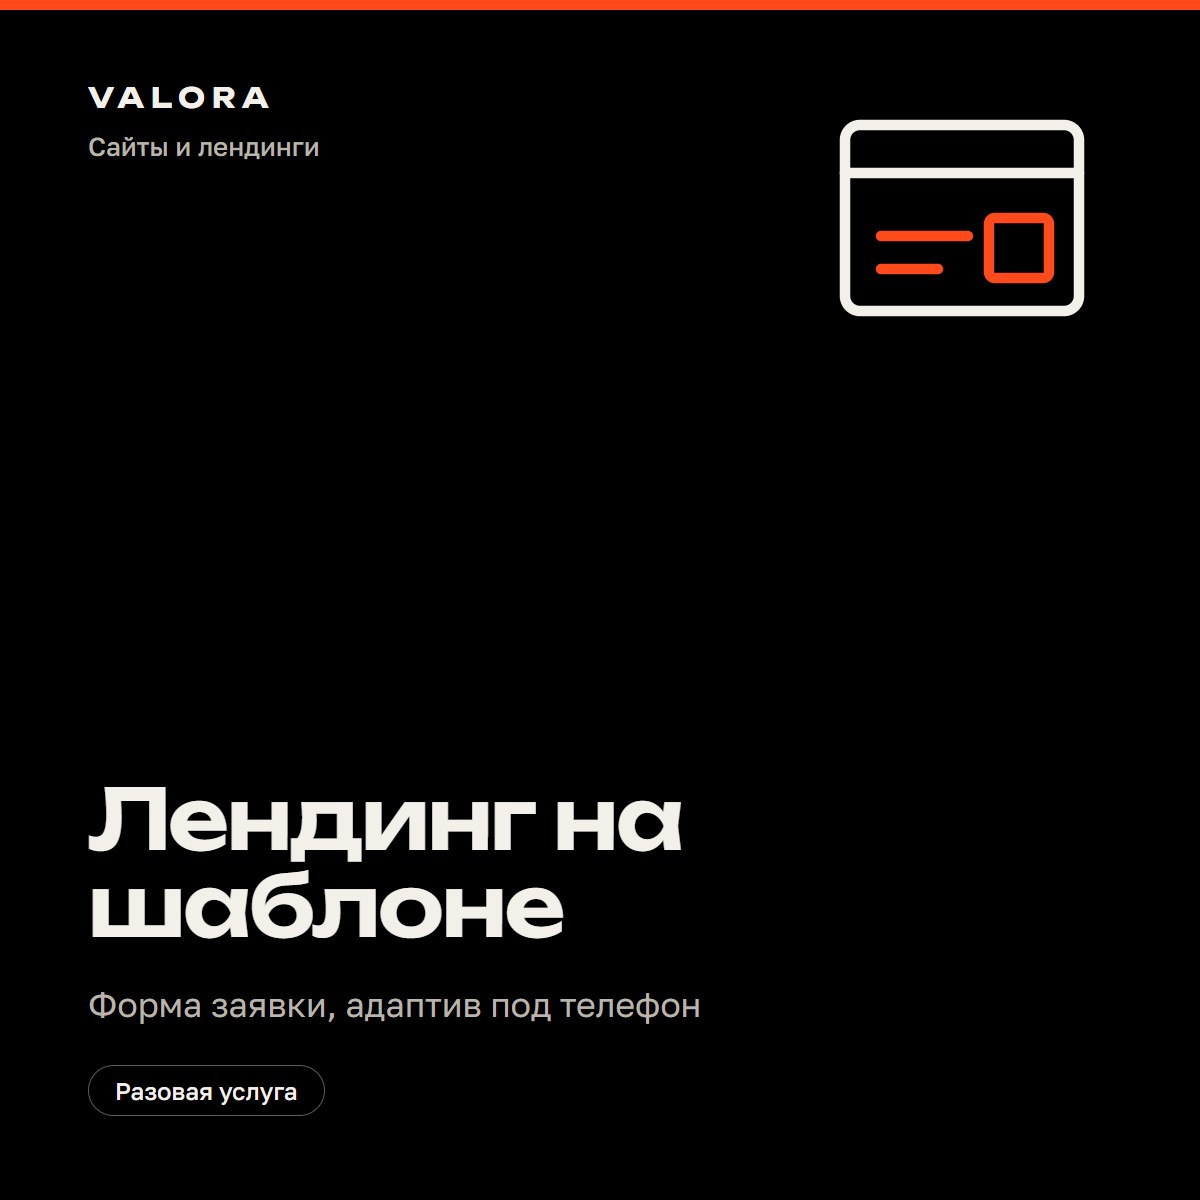 VALORA
Сайты и лендинги
Лендинг на
шаблоне
Форма заявки, адаптив под телефон
Разовая услуга